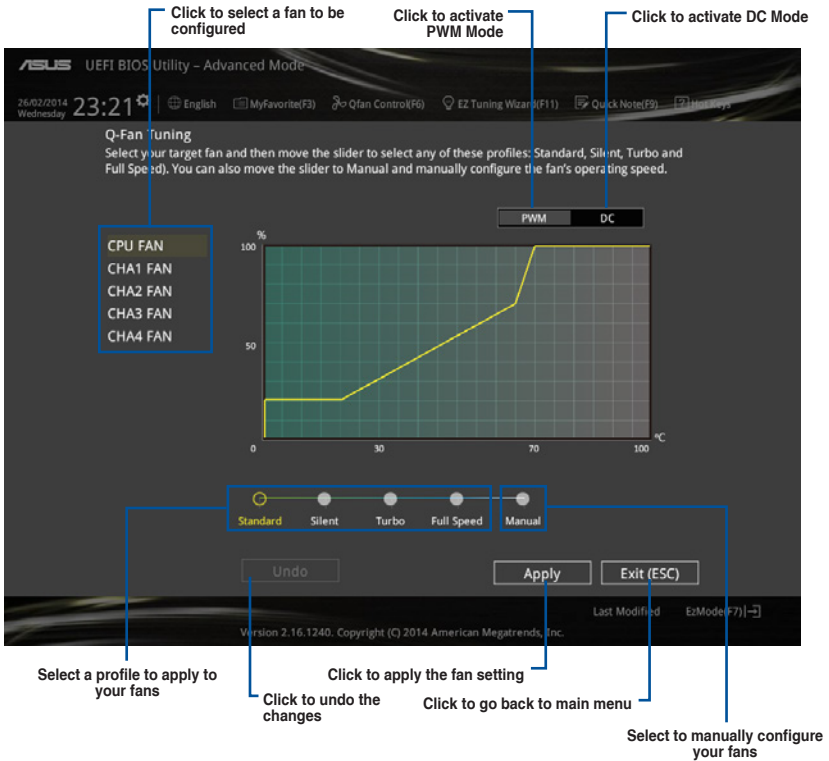 Click to select a fan to be
configured
Click to activate
PWM Mode
Click to activate DC Mode
ASUS UEFI BIOS Utility – Advanced Mode
26/02/2014
Wednesday
23:21
English
MyFavorite(F3)
Qfan Control(F6)
EZ Tuning Wizard(F11)
Quick Note(F9)
Hot Keys
Q-Fan Tuning
Select your target fan and then move the slider to select any of these profiles: Standard, Silent, Turbo and
Full Speed). You can also move the slider to Manual and manually configure the fan's operating speed.
PWM DC
CPU FAN
CHA1 FAN
CHA2 FAN
CHA3 FAN
CHA4 FAN
%
100
50
0 30 70 100
°C
Standard Silent Turbo Full Speed Manual
Undo Apply Exit (ESC)
Last Modified EzMode(F7)
Version 2.16.1240. Copyright (C) 2014 American Megatrends, Inc.
Select a profile to apply to
your fans
Click to undo the
changes
Click to apply the fan setting
Click to go back to main menu
Select to manually configure
your fans